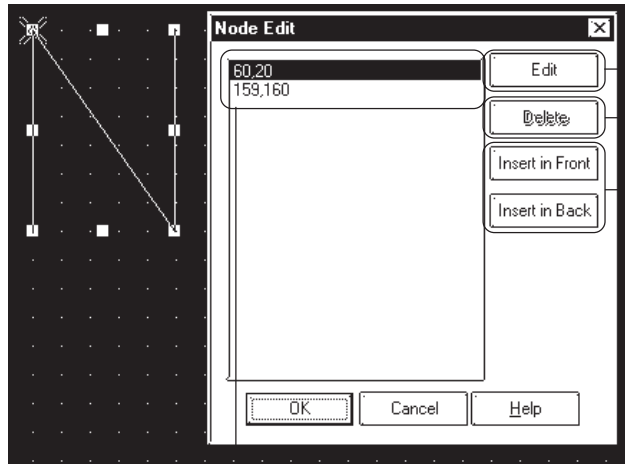 Node Edit
60,20
159,160
Edit
Delete
Insert in Front
Insert in Back
OK
Cancel
Help